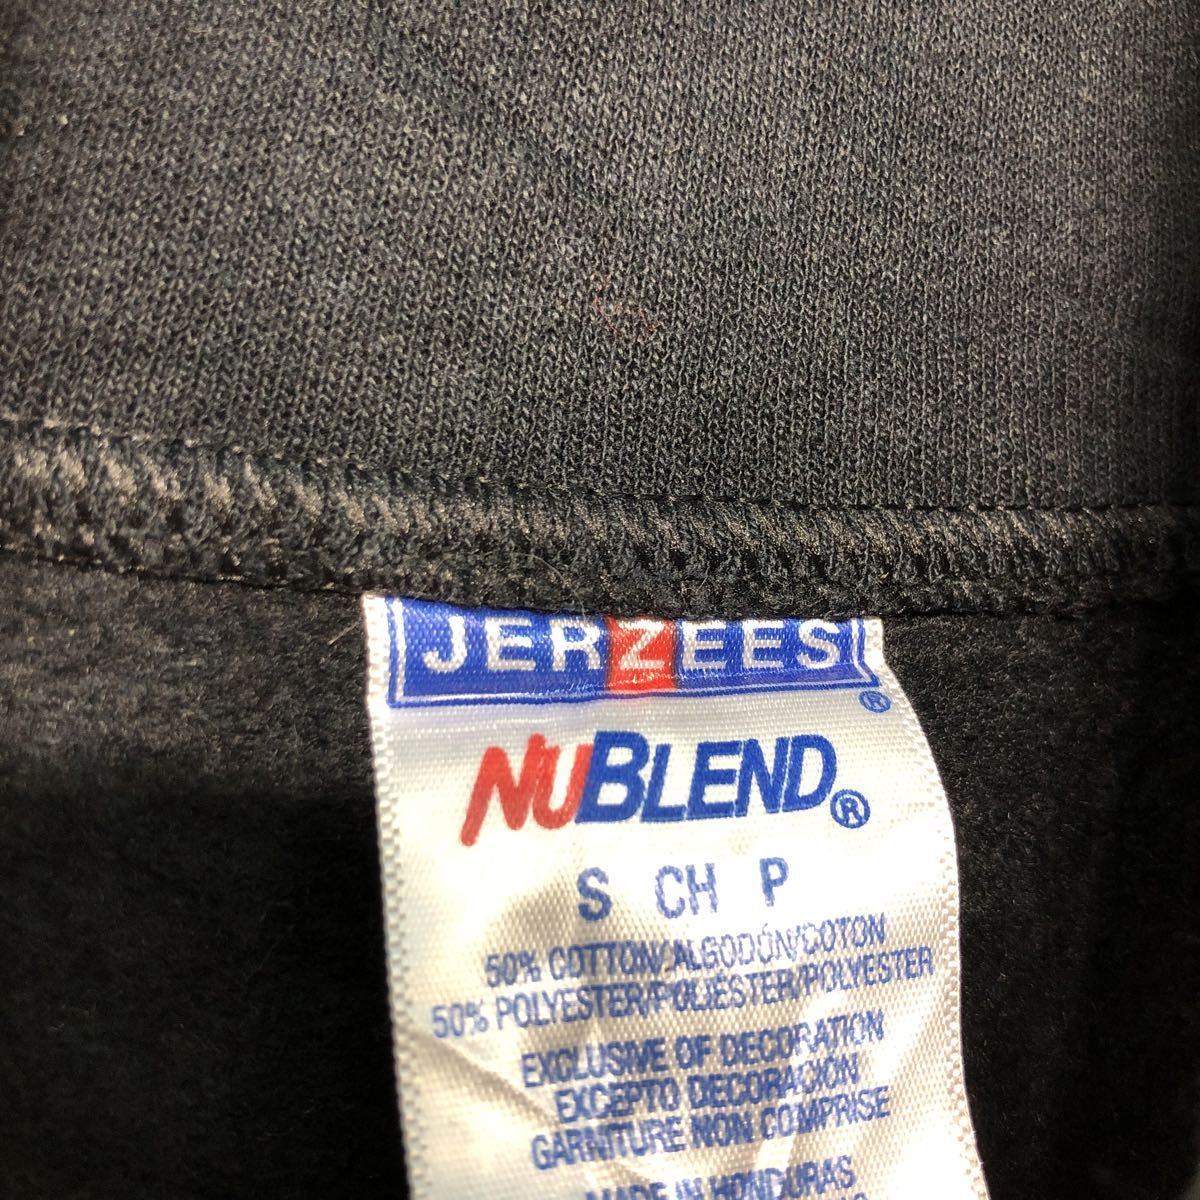 JERZEES
®
NUBLEND®
S CH P
50% COTTON/ALGODÓN/COTON
50% POLYESTER/POLIÉSTER/POLYESTER
EXCLUSIVE OF DECORATION
EXCEPTO DECORACIÓN
GARNITURE NON COMPRISE
MADE IN HONDURAS